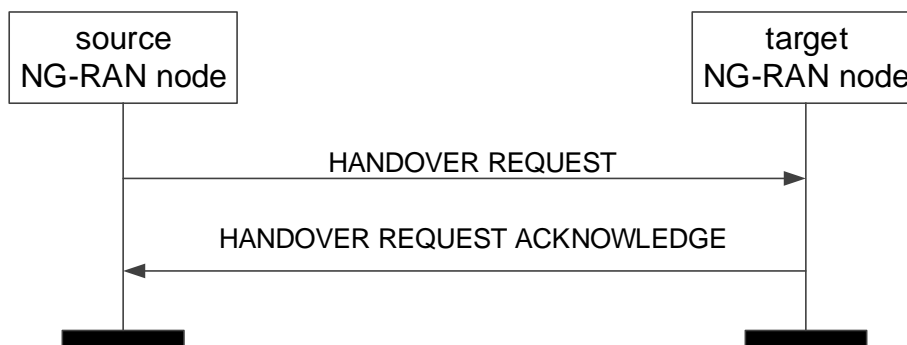 source
NG-RAN node
target
NG-RAN node
HANDOVER REQUEST
HANDOVER REQUEST ACKNOWLEDGE